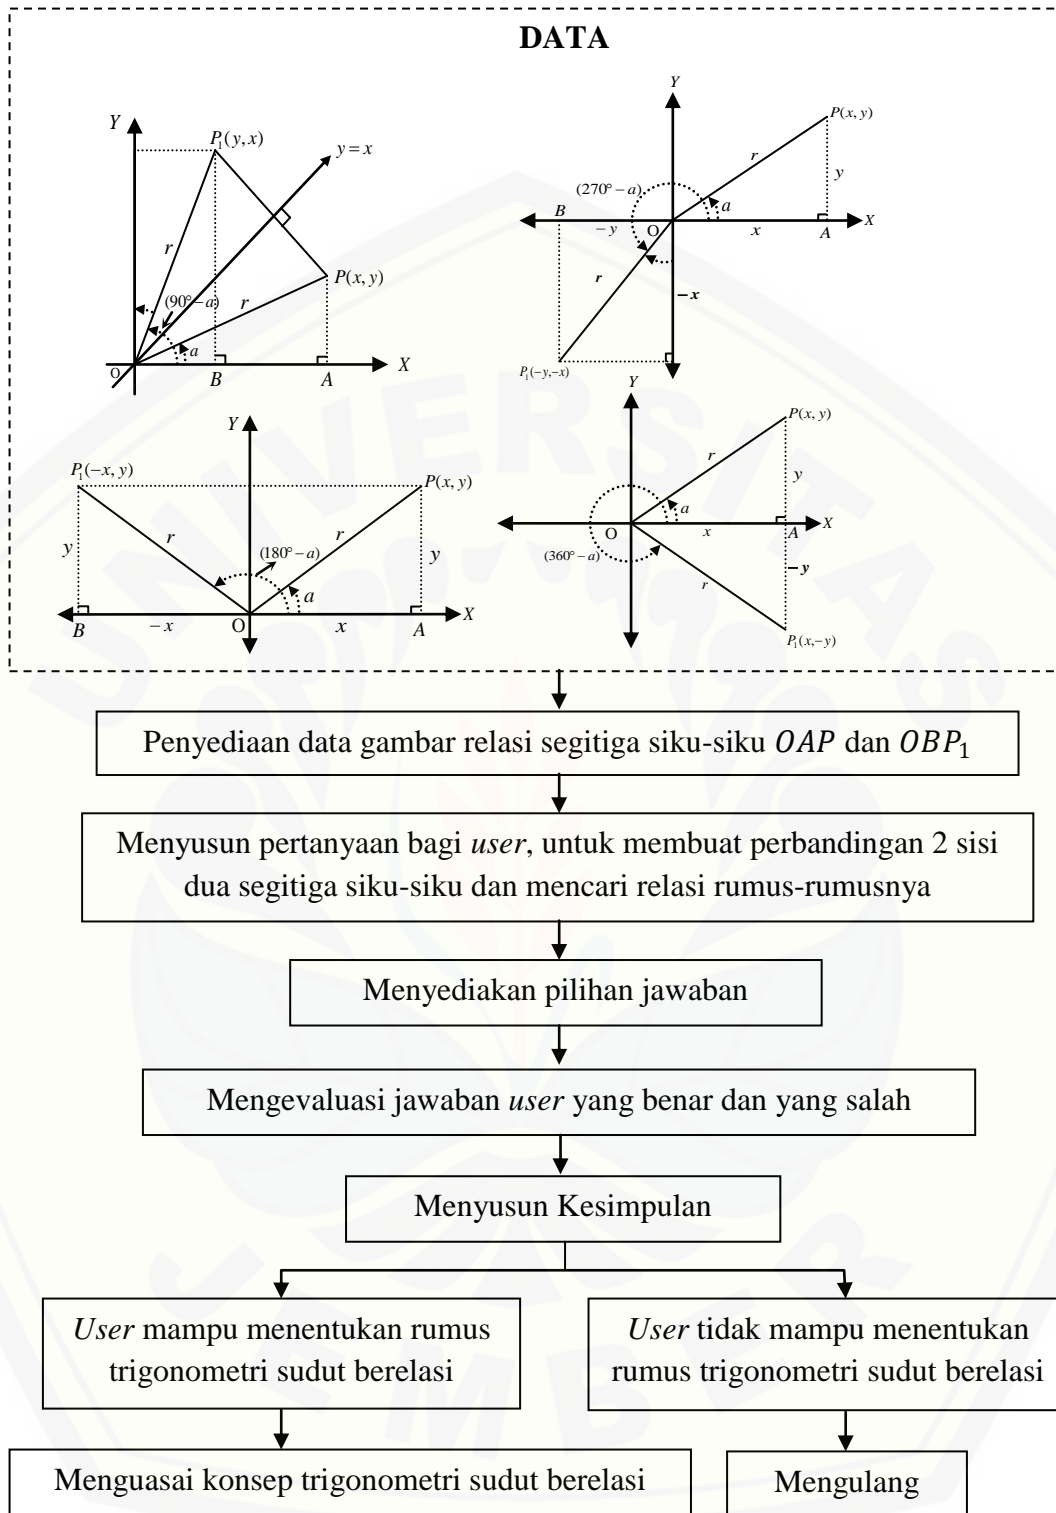 DATA
Y
P₁(y, x)
y = x
r
P(x, y)
(90° – a)
r
a
O
B
A
X
Y
P(x, y)
r
y
(270° – a)
a
B
– y
O
x
A
X
r
– x
P₁(–y,–x)
Y
P₁(–x, y)
P(x, y)
r
r
y
(180° – a)
y
a
B
– x
O
x
A
X
Y
P(x, y)
r
y
a
O
x
A
X
(360° – a)
– y
r
P₁(x,–y)
Penyediaan data gambar relasi segitiga siku-siku OAP dan OBP₁
Menyusun pertanyaan bagi user, untuk membuat perbandingan 2 sisi
dua segitiga siku-siku dan mencari relasi rumus-rumusnya
Menyediakan pilihan jawaban
Mengevaluasi jawaban user yang benar dan yang salah
Menyusun Kesimpulan
User mampu menentukan rumus
trigonometri sudut berelasi
User tidak mampu menentukan
rumus trigonometri sudut berelasi
Menguasai konsep trigonometri sudut berelasi
Mengulang
UNIVERSITAS
JEMBER